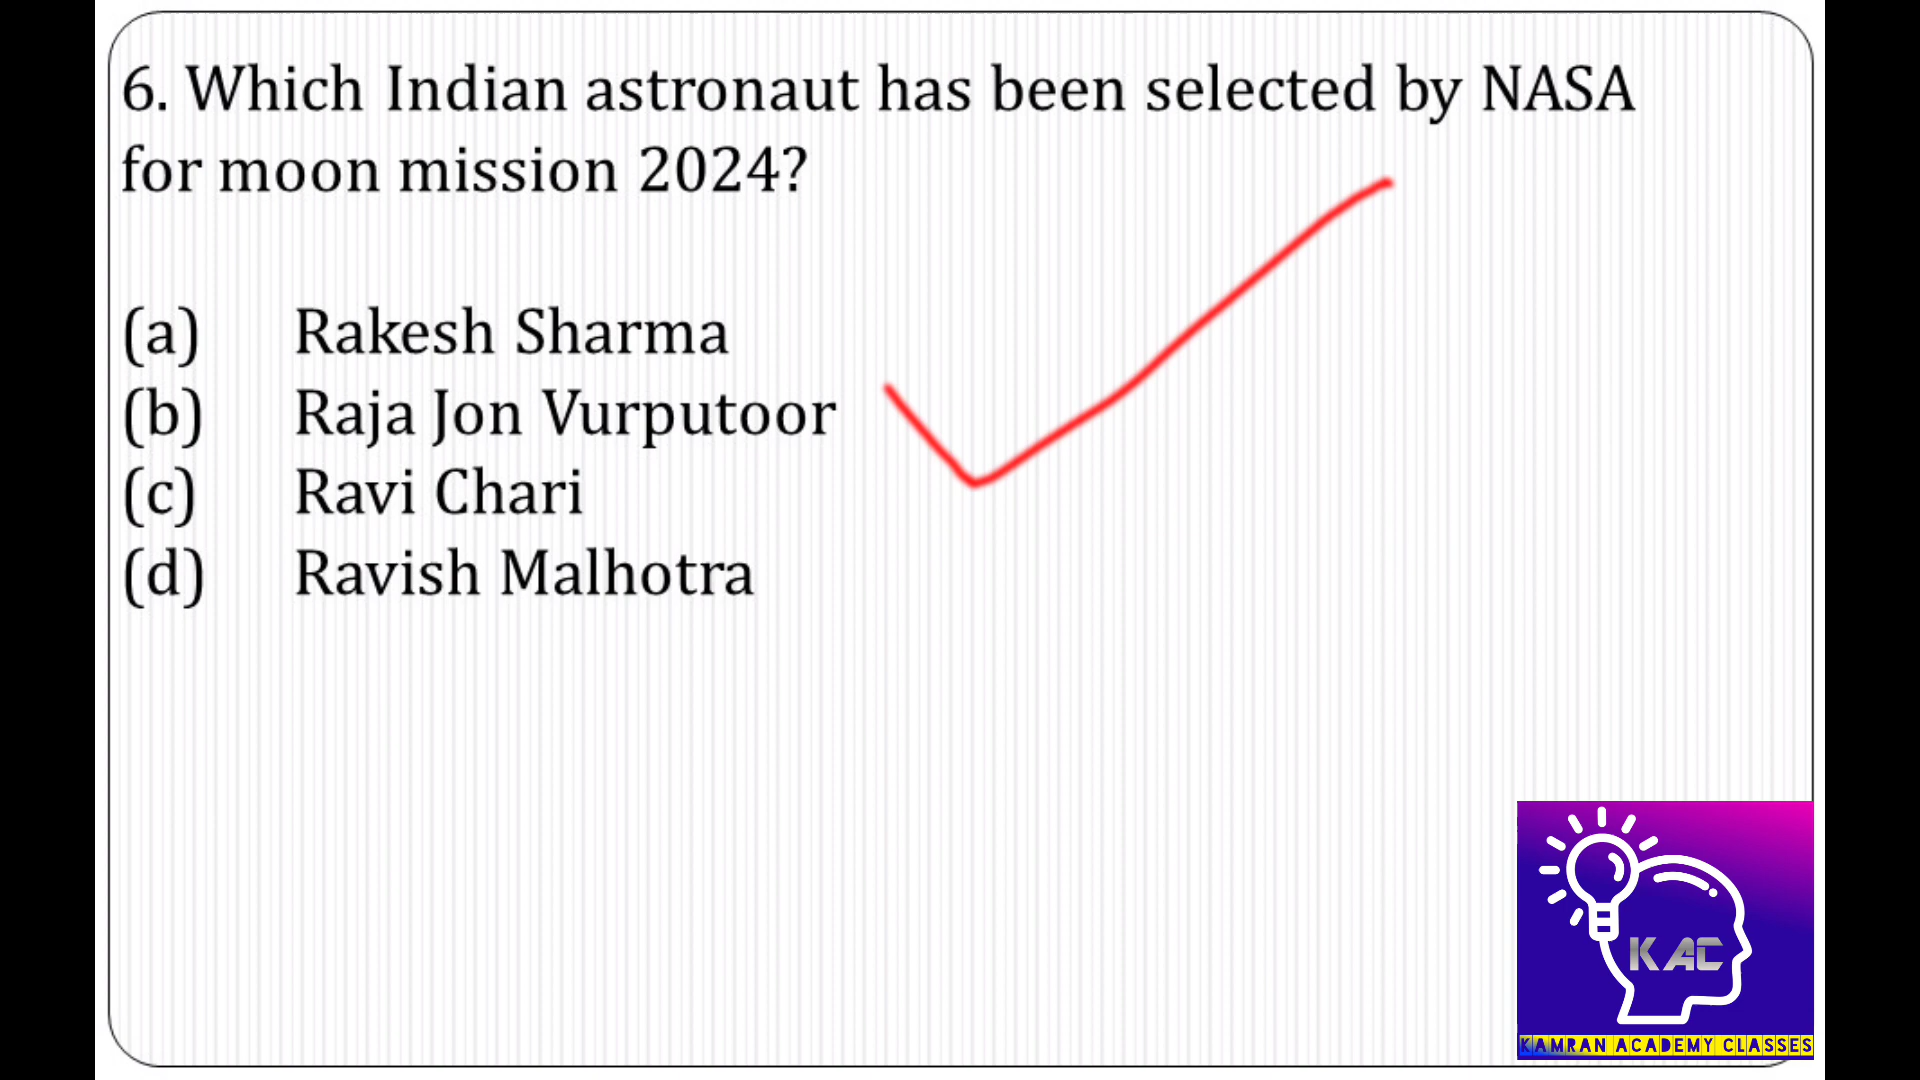 6. Which Indian astronaut has been selected by NASA
for moon mission 2024?
(a) Rakesh Sharma
(b) Raja Jon Vurputoor
(c) Ravi Chari
(d) Ravish Malhotra
KAC
KAMRAN ACADEMY CLASSES